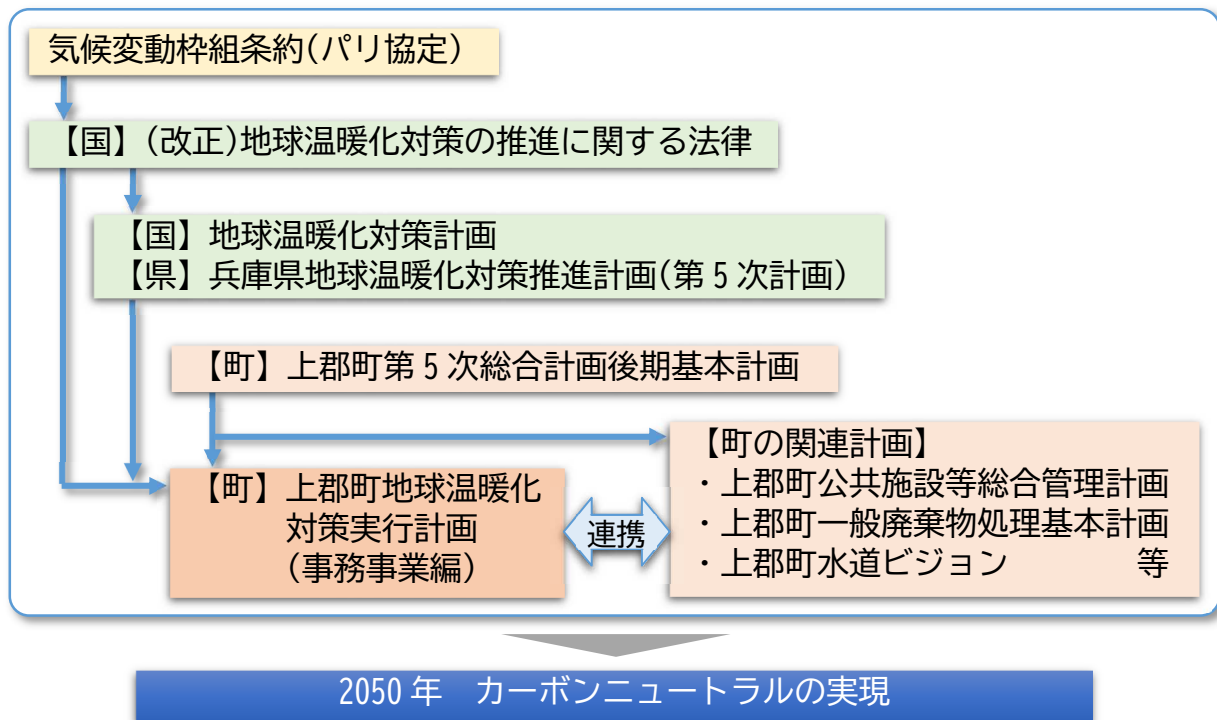 気候変動枠組条約(パリ協定)
【国】(改正)地球温暖化対策の推進に関する法律
【国】地球温暖化対策計画
【県】兵庫県地球温暖化対策推進計画(第5次計画)
【町】上郡町第5次総合計画後期基本計画
【町の関連計画】
・上郡町公共施設等総合管理計画
・上郡町一般廃棄物処理基本計画
・上郡町水道ビジョン　　　　等
【町】上郡町地球温暖化
対策実行計画
(事務事業編)
連携
2050年　カーボンニュートラルの実現